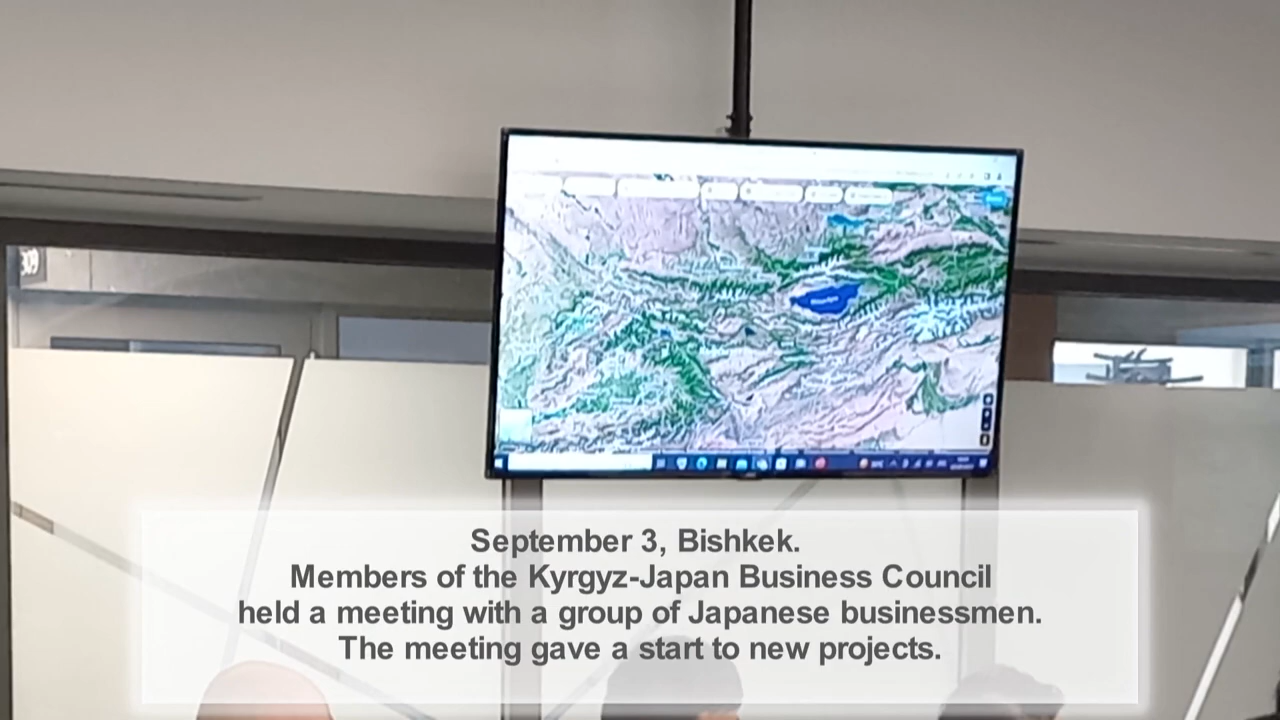 309
September 3, Bishkek.
Members of the Kyrgyz-Japan Business Council
held a meeting with a group of Japanese businessmen.
The meeting gave a start to new projects.